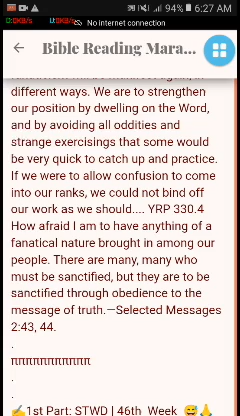 94% 6:27 AM
0:0KB/s U:0KB/s No internet connection
Bible Reading Mara...
different ways. We are to strengthen
our position by dwelling on the Word,
and by avoiding all oddities and
strange exercisings that some would
be very quick to catch up and practice.
If we were to allow confusion to come
into our ranks, we could not bind off
our work as we should.... YRP 330.4
How afraid I am to have anything of a
fanatical nature brought in among our
people. There are many, many who
must be sanctified, but they are to be
sanctified through obedience to the
message of truth.—Selected Messages
2:43, 44.
.
πππππππππππ
.
.
✍️1st Part: STWD | 46th Week 😅🙏